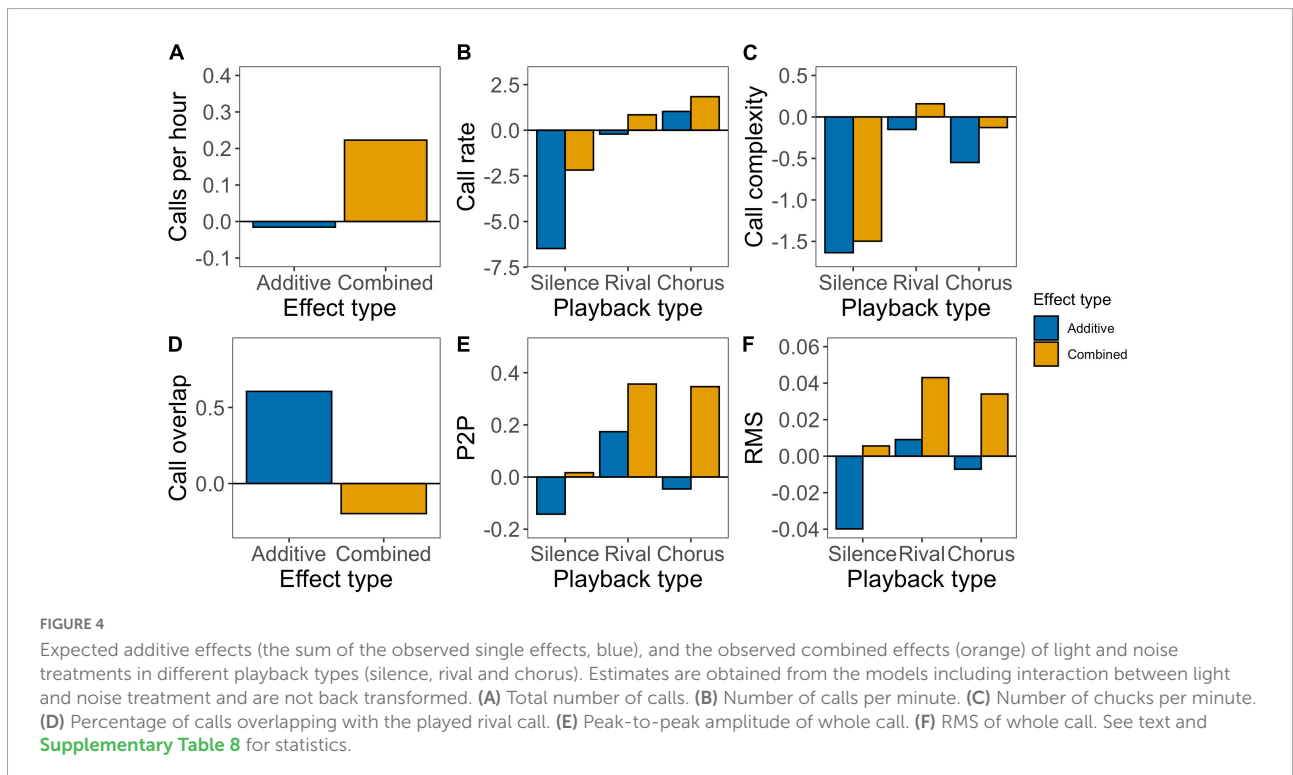 A
Calls per hour
0.4
0.3
0.2
0.1
0.0
-0.1
Additive Combined
Effect type
B
Call rate
2.5
0.0
-2.5
-5.0
-7.5
Silence Rival Chorus
Playback type
C
Call complexity
0.5
0.0
-0.5
-1.0
-1.5
Silence Rival Chorus
Playback type
Effect type
Additive
Combined
D
Call overlap
0.5
0.0
Additive Combined
Effect type
E
P2P
0.4
0.2
0.0
-0.2
Silence Rival Chorus
Playback type
F
RMS
0.06
0.04
0.02
0.00
-0.02
-0.04
Silence Rival Chorus
Playback type
FIGURE 4
Expected additive effects (the sum of the observed single effects, blue), and the observed combined effects (orange) of light and noise
treatments in different playback types (silence, rival and chorus). Estimates are obtained from the models including interaction between light
and noise treatment and are not back transformed. (A) Total number of calls. (B) Number of calls per minute. (C) Number of chucks per minute.
(D) Percentage of calls overlapping with the played rival call. (E) Peak-to-peak amplitude of whole call. (F) RMS of whole call. See text and
Supplementary Table 8 for statistics.